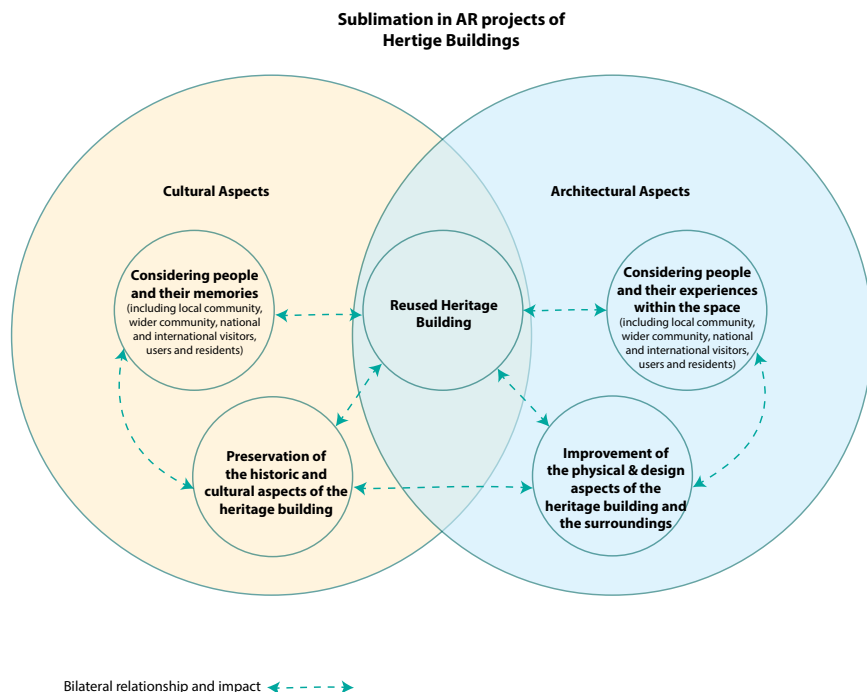 Sublimation in AR projects of
Hertige Buildings
Cultural Aspects
Architectural Aspects
Considering people
and their memories
(including local community,
wider community, national
and international visitors,
users and residents)
Reused Heritage
Building
Considering people
and their experiences
within the space
(including local community,
wider community, national
and international visitors,
users and residents)
Preservation of
the historic and
cultural aspects of the
heritage building
Improvement of
the physical & design
aspects of the
heritage building and
the surroundings
Bilateral relationship and impact